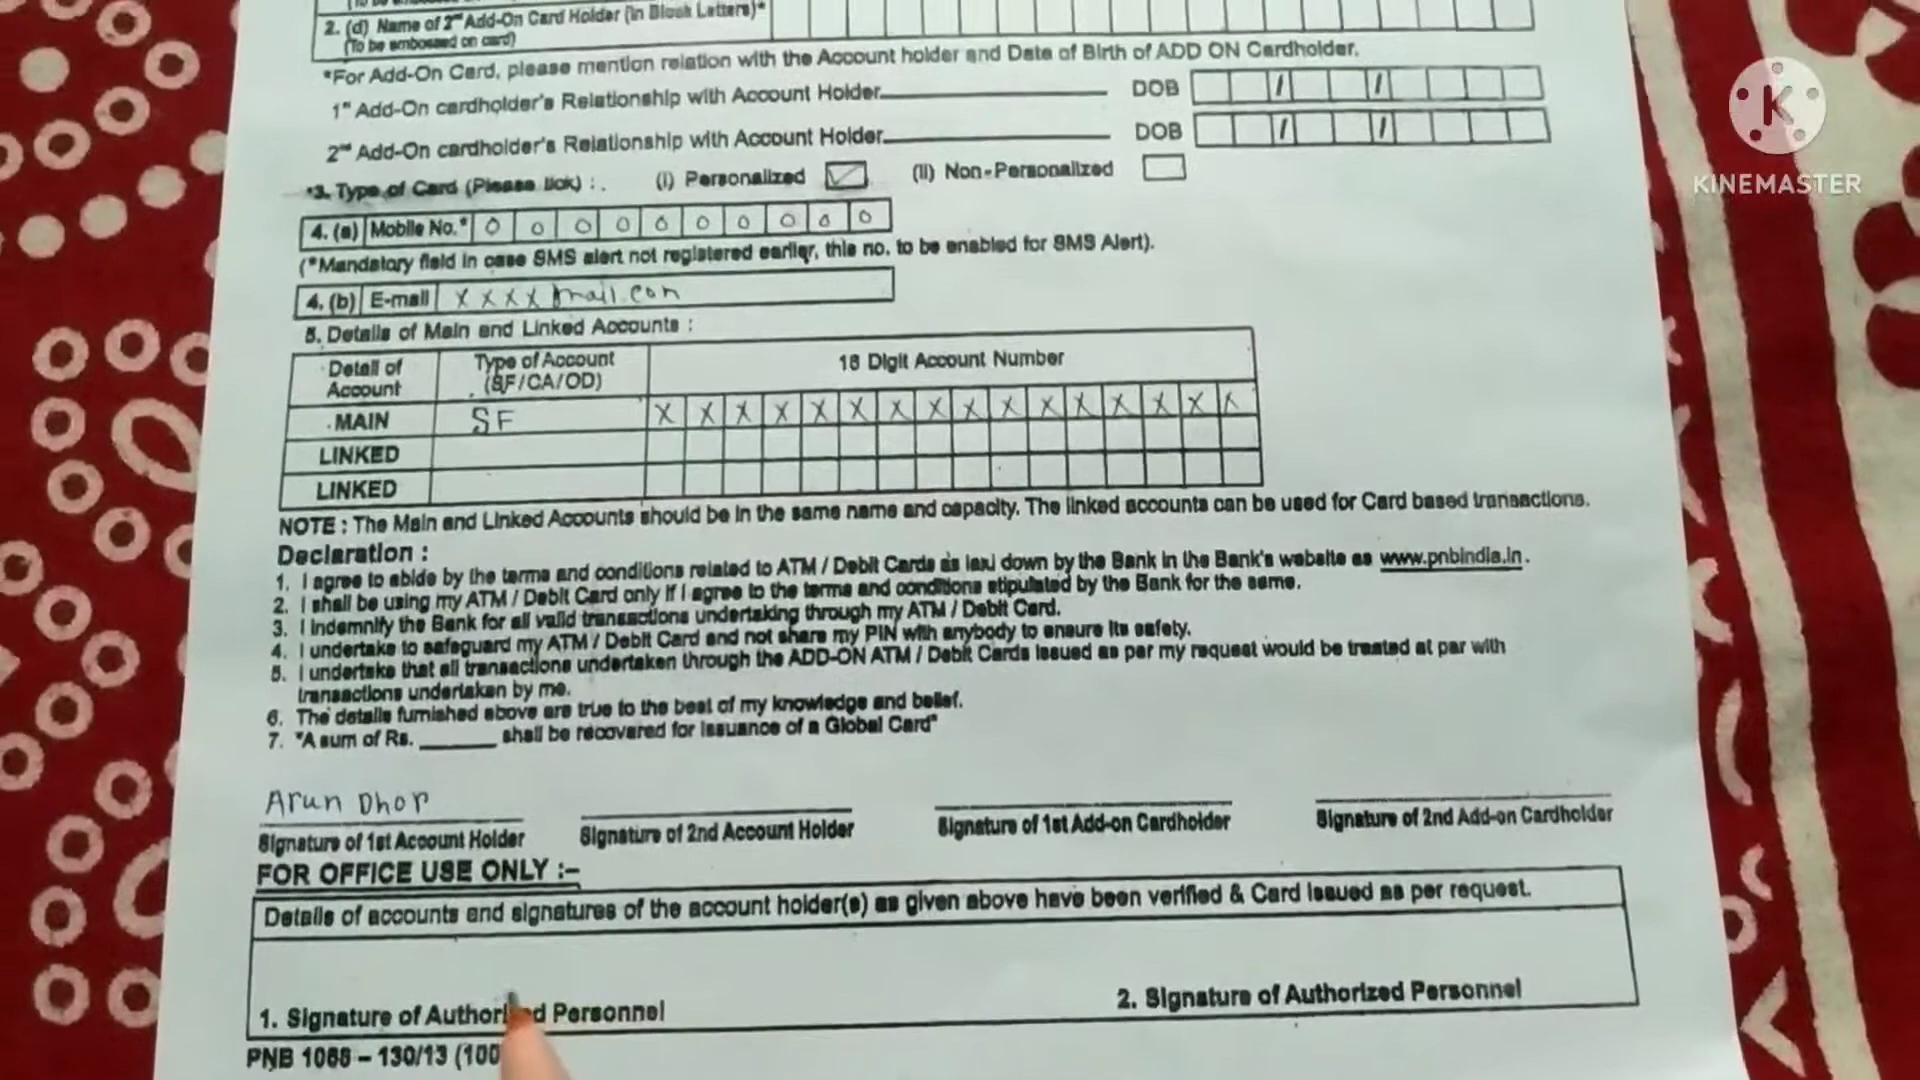 2. (d) Name of 2nd Add-On Card Holder (in Block Letters)*
(To be embossed on card)
*For Add-On Card, please mention relation with the Account holder and Date of Birth of ADD ON Cardholder.
1st Add-On cardholder's Relationship with Account Holder DOB / /
2nd Add-On cardholder's Relationship with Account Holder DOB / /
*3. Type of Card (Please tick) : (i) Personalized (ii) Non-Personalized
KINEMASTER
4. (a) Mobile No.* 0 0 0 0 0 0 0 0 0 0
(*Mandatory field in case SMS alert not registered earlier, this no. to be enabled for SMS Alert).
4. (b) E-mail x x x x mail.com
5. Details of Main and Linked Accounts :
Detail of Account Type of Account (SF/CA/OD) 16 Digit Account Number
MAIN SF X X X X X X X X X X X X X X X X
LINKED
LINKED
NOTE : The Main and Linked Accounts should be in the same name and capacity. The linked accounts can be used for Card based transactions.
Declaration :
1. I agree to abide by the terms and conditions related to ATM / Debit Cards as laid down by the Bank in the Bank's website as www.pnbindia.in.
2. I shall be using my ATM / Debit Card only if I agree to the terms and conditions stipulated by the Bank for the same.
3. I indemnify the Bank for all valid transactions undertaking through my ATM / Debit Card.
4. I undertake to safeguard my ATM / Debit Card and not share my PIN with anybody to ensure its safety.
5. I undertake that all transactions undertaken through the ADD-ON ATM / Debit Cards issued as per my request would be treated at par with
transactions undertaken by me.
6. The details furnished above are true to the best of my knowledge and belief.
7. "A sum of Rs. ______ shall be recovered for issuance of a Global Card"
Arun Dhor
Signature of 1st Account Holder Signature of 2nd Account Holder Signature of 1st Add-on Cardholder Signature of 2nd Add-on Cardholder
FOR OFFICE USE ONLY :-
Details of accounts and signatures of the account holder(s) as given above have been verified & Card issued as per request.
1. Signature of Authorized Personnel 2. Signature of Authorized Personnel
PNB 1068 – 130/13 (100